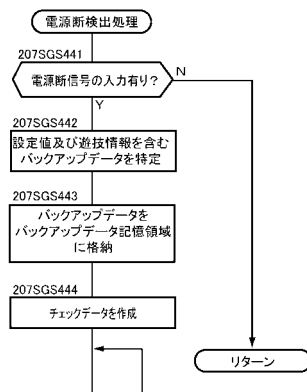 電源断検出処理
207SGS441
電源断信号の入力有り？
N
Y
207SGS442
設定値及び遊技情報を含む
バックアップデータを特定
207SGS443
バックアップデータを
バックアップデータ記憶領域
に格納
207SGS444
チェックデータを作成
リターン